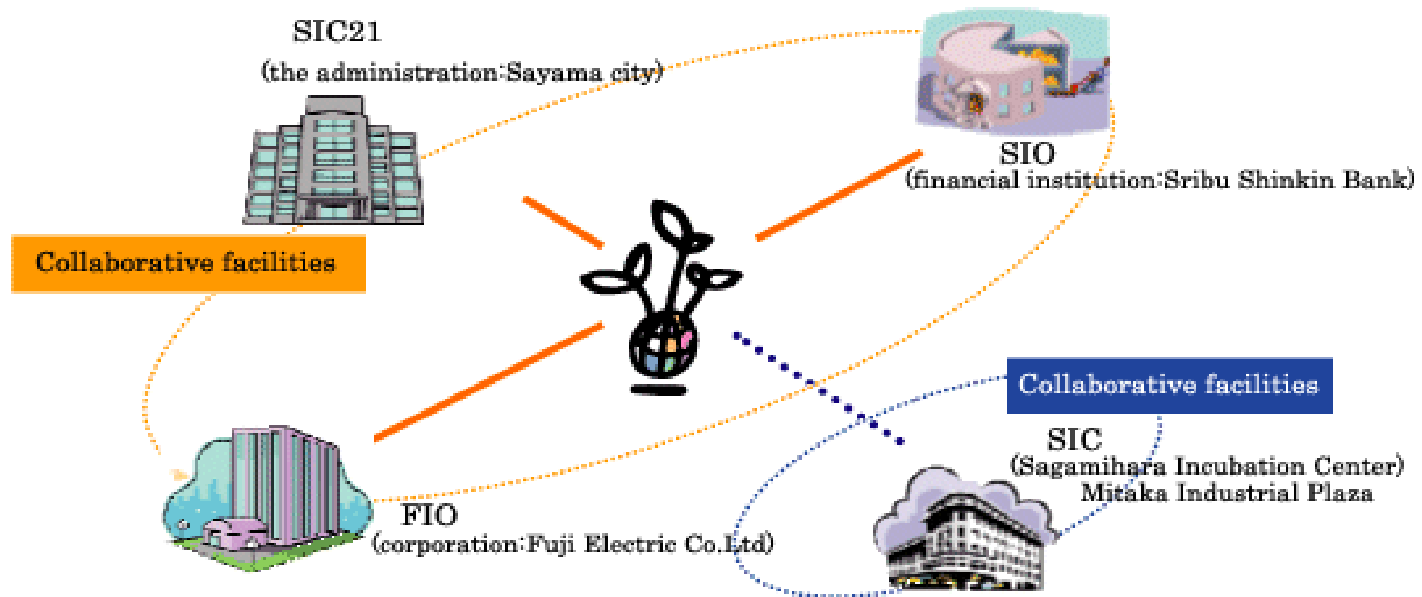 SIC21
(the administration:Sayama city)
SIO
(financial institution:Sribu Shinkin Bank)
Collaborative facilities
Collaborative facilities
SIC
(Sagamihara Incubation Center)
Mitaka Industrial Plaza
FIO
(corporation:Fuji Electric Co.Ltd)